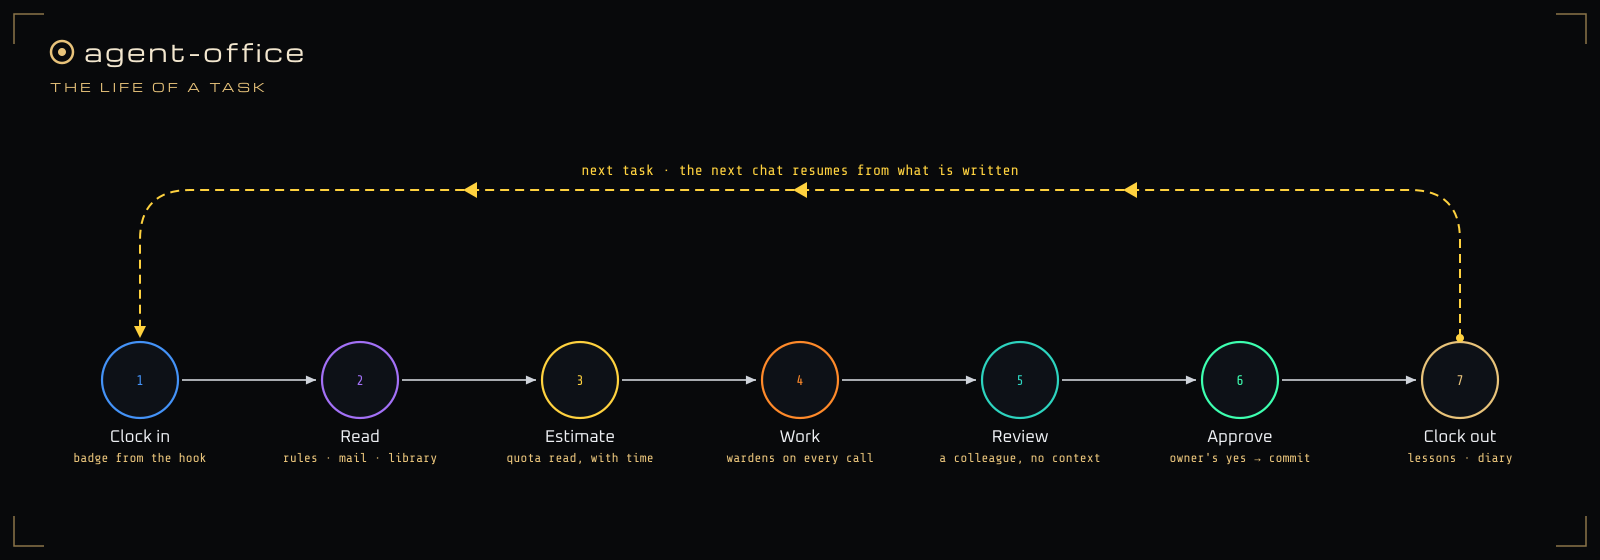 agent-office
THE LIFE OF A TASK
next task · the next chat resumes from what is written
1
2
3
4
5
6
7
Clock in
Read
Estimate
Work
Review
Approve
Clock out
badge from the hook
rules · mail · library
quota read, with time
wardens on every call
a colleague, no context
owner's yes → commit
lessons · diary